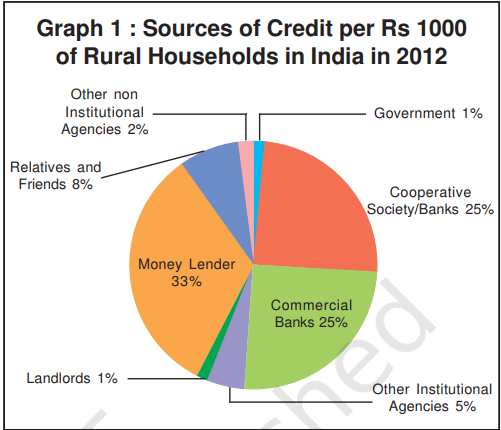 Graph 1 : Sources of Credit per Rs 1000
of Rural Households in India in 2012
Other non
Institutional
Agencies 2%
Government 1%
Relatives and
Friends 8%
Cooperative
Society/Banks 25%
Money Lender
33%
Commercial
Banks 25%
Landlords 1%
Other Institutional
Agencies 5%